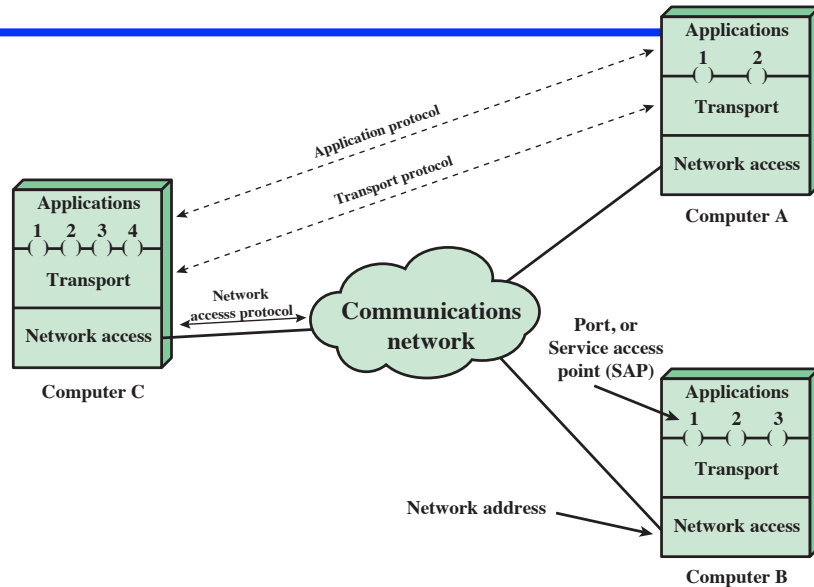 Applications
1 2
Transport
Network access
Computer A
Application protocol
Transport protocol
Applications
1 2 3 4
Transport
Network access
Computer C
Network
accesss protocol
Communications
network
Port, or
Service access
point (SAP)
Applications
1 2 3
Transport
Network access
Network address
Computer B